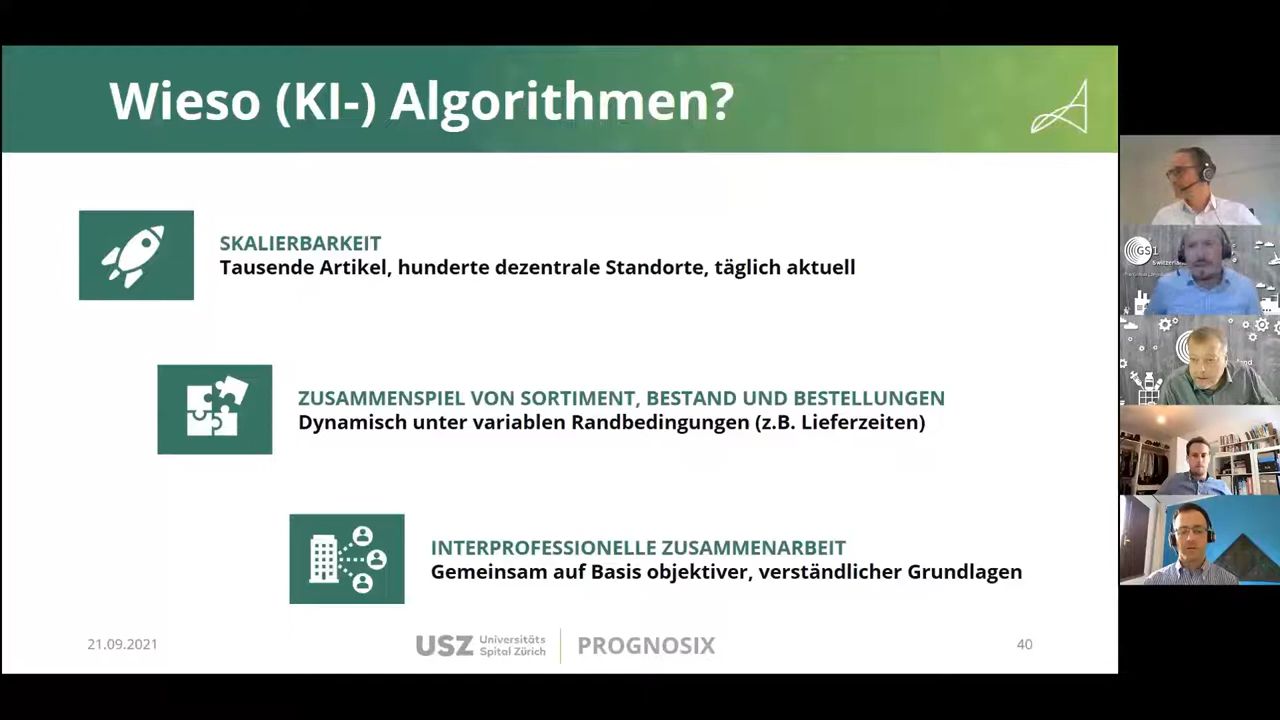 Wieso (KI-) Algorithmen?
SKALIERBARKEIT
Tausende Artikel, hunderte dezentrale Standorte, täglich aktuell
ZUSAMMENSPIEL VON SORTIMENT, BESTAND UND BESTELLUNGEN
Dynamisch unter variablen Randbedingungen (z.B. Lieferzeiten)
INTERPROFESSIONELLE ZUSAMMENARBEIT
Gemeinsam auf Basis objektiver, verständlicher Grundlagen
21.09.2021
USZ Universitäts
Spital Zürich
PROGNOSIX
40
GS1